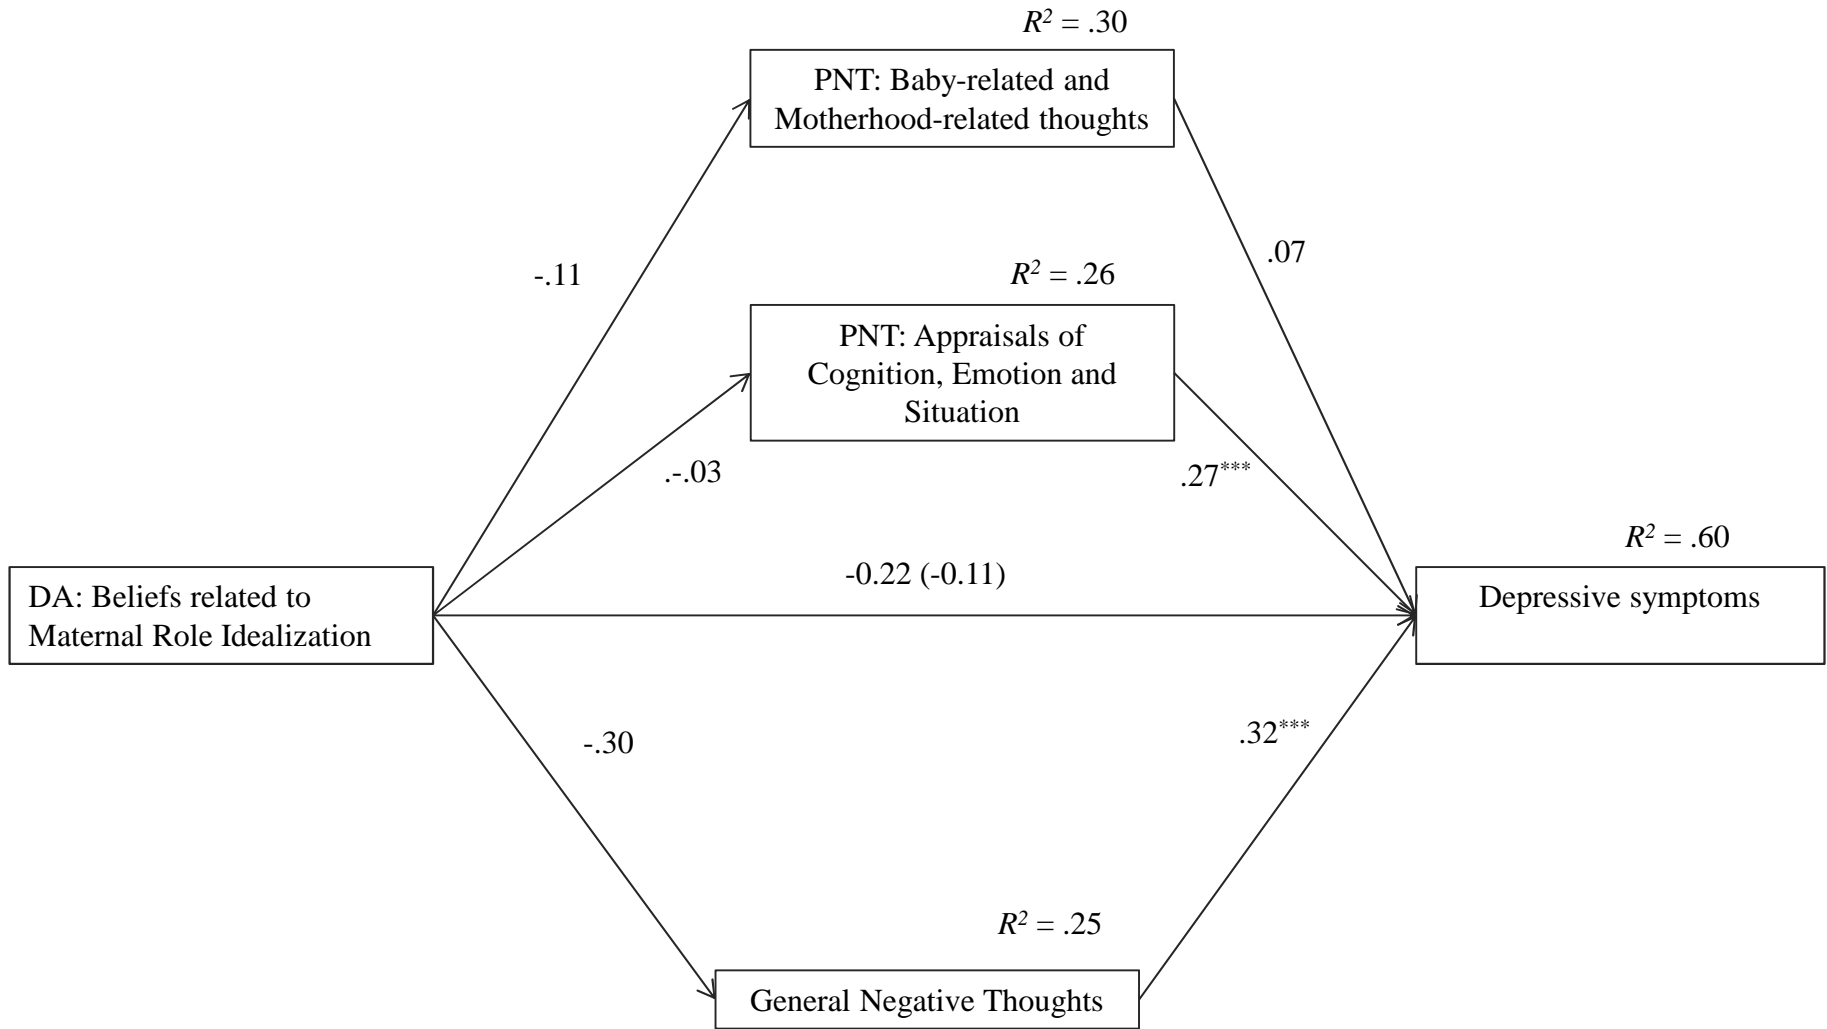 R² = .30
PNT: Baby-related and
Motherhood-related thoughts
-.11
.07
R² = .26
PNT: Appraisals of
Cognition, Emotion and
Situation
.-.03
.27***
R² = .60
-0.22 (-0.11)
DA: Beliefs related to
Maternal Role Idealization
Depressive symptoms
-.30
.32***
R² = .25
General Negative Thoughts